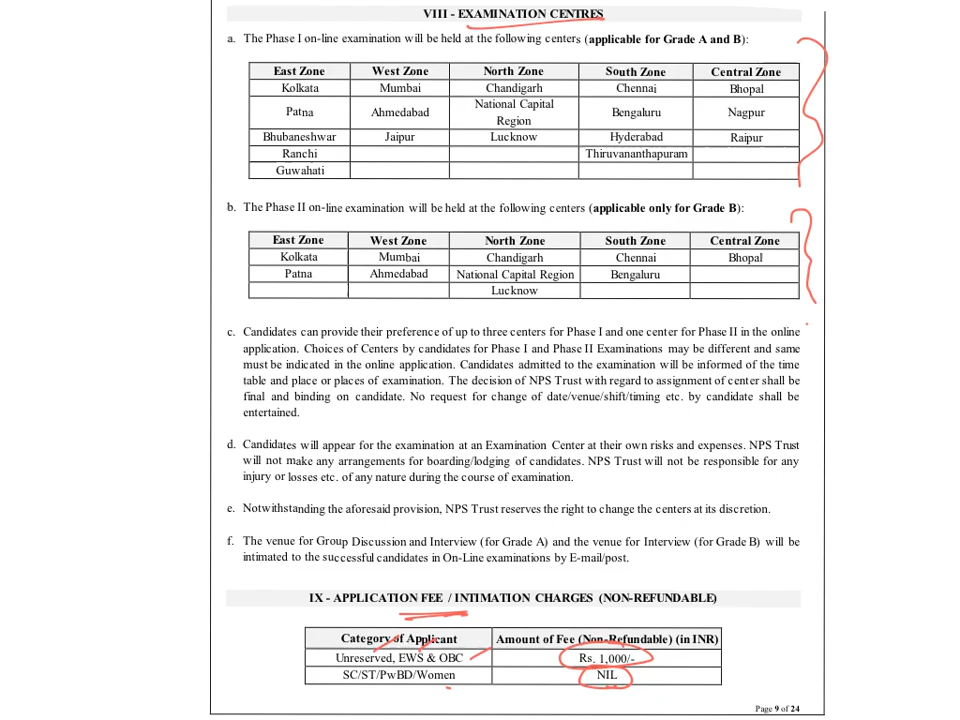 VIII - EXAMINATION CENTRES
a. The Phase I on-line examination will be held at the following centers (applicable for Grade A and B):
East Zone West Zone North Zone South Zone Central Zone
Kolkata Mumbai Chandigarh Chennai Bhopal
Patna Ahmedabad National Capital Region Bengaluru Nagpur
Bhubaneshwar Jaipur Lucknow Hyderabad Raipur
Ranchi Thiruvananthapuram
Guwahati
b. The Phase II on-line examination will be held at the following centers (applicable only for Grade B):
East Zone West Zone North Zone South Zone Central Zone
Kolkata Mumbai Chandigarh Chennai Bhopal
Patna Ahmedabad National Capital Region Bengaluru
Lucknow
c. Candidates can provide their preference of up to three centers for Phase I and one center for Phase II in the online
application. Choices of Centers by candidates for Phase I and Phase II Examinations may be different and same
must be indicated in the online application. Candidates admitted to the examination will be informed of the time
table and place or places of examination. The decision of NPS Trust with regard to assignment of center shall be
final and binding on candidate. No request for change of date/venue/shift/timing etc. by candidate shall be
entertained.
d. Candidates will appear for the examination at an Examination Center at their own risks and expenses. NPS Trust
will not make any arrangements for boarding/lodging of candidates. NPS Trust will not be responsible for any
injury or losses etc. of any nature during the course of examination.
e. Notwithstanding the aforesaid provision, NPS Trust reserves the right to change the centers at its discretion.
f. The venue for Group Discussion and Interview (for Grade A) and the venue for Interview (for Grade B) will be
intimated to the successful candidates in On-Line examinations by E-mail/post.
IX - APPLICATION FEE / INTIMATION CHARGES (NON-REFUNDABLE)
Category of Applicant Amount of Fee (Non-Refundable) (in INR)
Unreserved, EWS & OBC Rs. 1,000/-
SC/ST/PwBD/Women NIL
Page 9 of 24